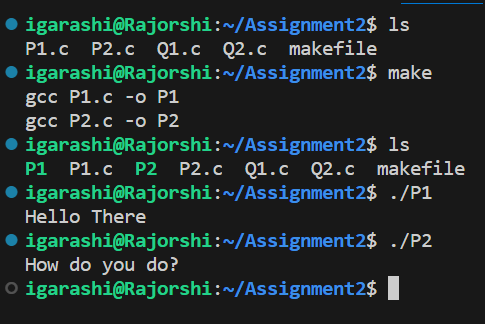 igarashi@Rajorshi:~/Assignment2$ ls
P1.c  P2.c  Q1.c  Q2.c  makefile
igarashi@Rajorshi:~/Assignment2$ make
gcc P1.c -o P1
gcc P2.c -o P2
igarashi@Rajorshi:~/Assignment2$ ls
P1  P1.c  P2  P2.c  Q1.c  Q2.c  makefile
igarashi@Rajorshi:~/Assignment2$ ./P1
Hello There
igarashi@Rajorshi:~/Assignment2$ ./P2
How do you do?
igarashi@Rajorshi:~/Assignment2$